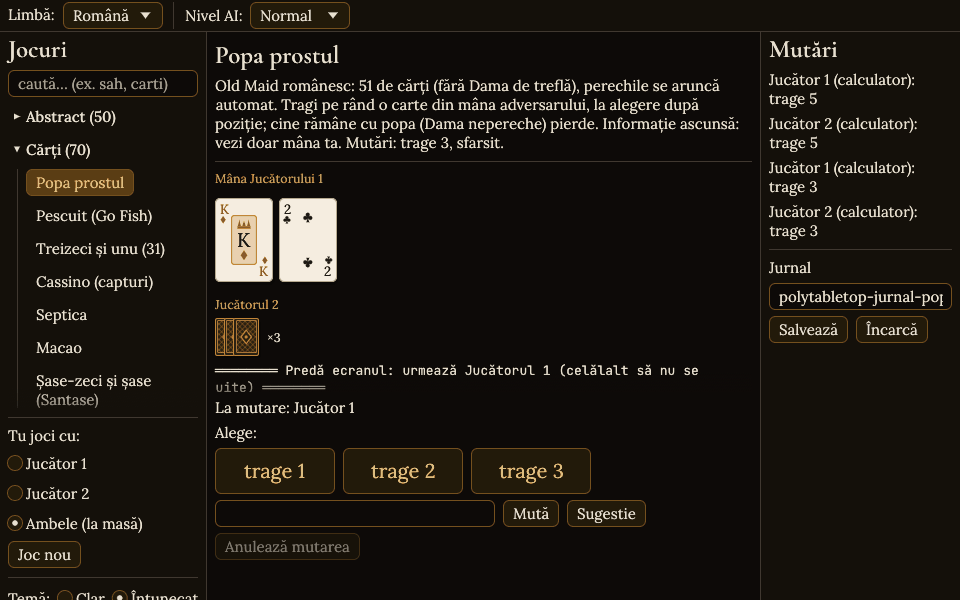 Limbă: Română ▼ Nivel AI: Normal ▼
Jocuri
caută... (ex. sah, carti)
▸ Abstract (50)
▾ Cărți (70)
Popa prostul
Pescuit (Go Fish)
Treizeci și unu (31)
Cassino (capturi)
Septica
Macao
Șase-zeci și șase
(Santase)
Tu joci cu:
Jucător 1
Jucător 2
Ambele (la masă)
Joc nou
Temă: Clar Întunecat
Popa prostul
Old Maid românesc: 51 de cărți (fără Dama de treflă), perechile se aruncă
automat. Tragi pe rând o carte din mâna adversarului, la alegere după
poziție; cine rămâne cu popa (Dama nepereche) pierde. Informație ascunsă:
vezi doar mâna ta. Mutări: trage 3, sfarsit.
Mâna Jucătorului 1
K♦ K ♦ K♦
2♣ ♣ ♣ 2♣
Jucătorul 2
×3
════════ Predă ecranul: urmează Jucătorul 1 (celălalt să nu se
uite) ════════
La mutare: Jucător 1
Alege:
trage 1 trage 2 trage 3
Mută Sugestie
Anulează mutarea
Mutări
Jucător 1 (calculator):
trage 5
Jucător 2 (calculator):
trage 5
Jucător 1 (calculator):
trage 3
Jucător 2 (calculator):
trage 3
Jurnal
polytabletop-jurnal-pop
Salvează Încarcă